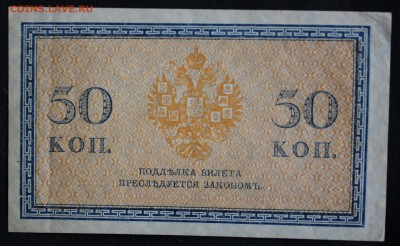 COINS.LAVE.RU
50 50
КОП. КОП.
ПОДДѢЛКА БИЛЕТА
ПРЕСЛѢДУЕТСЯ ЗАКОНОМЪ.